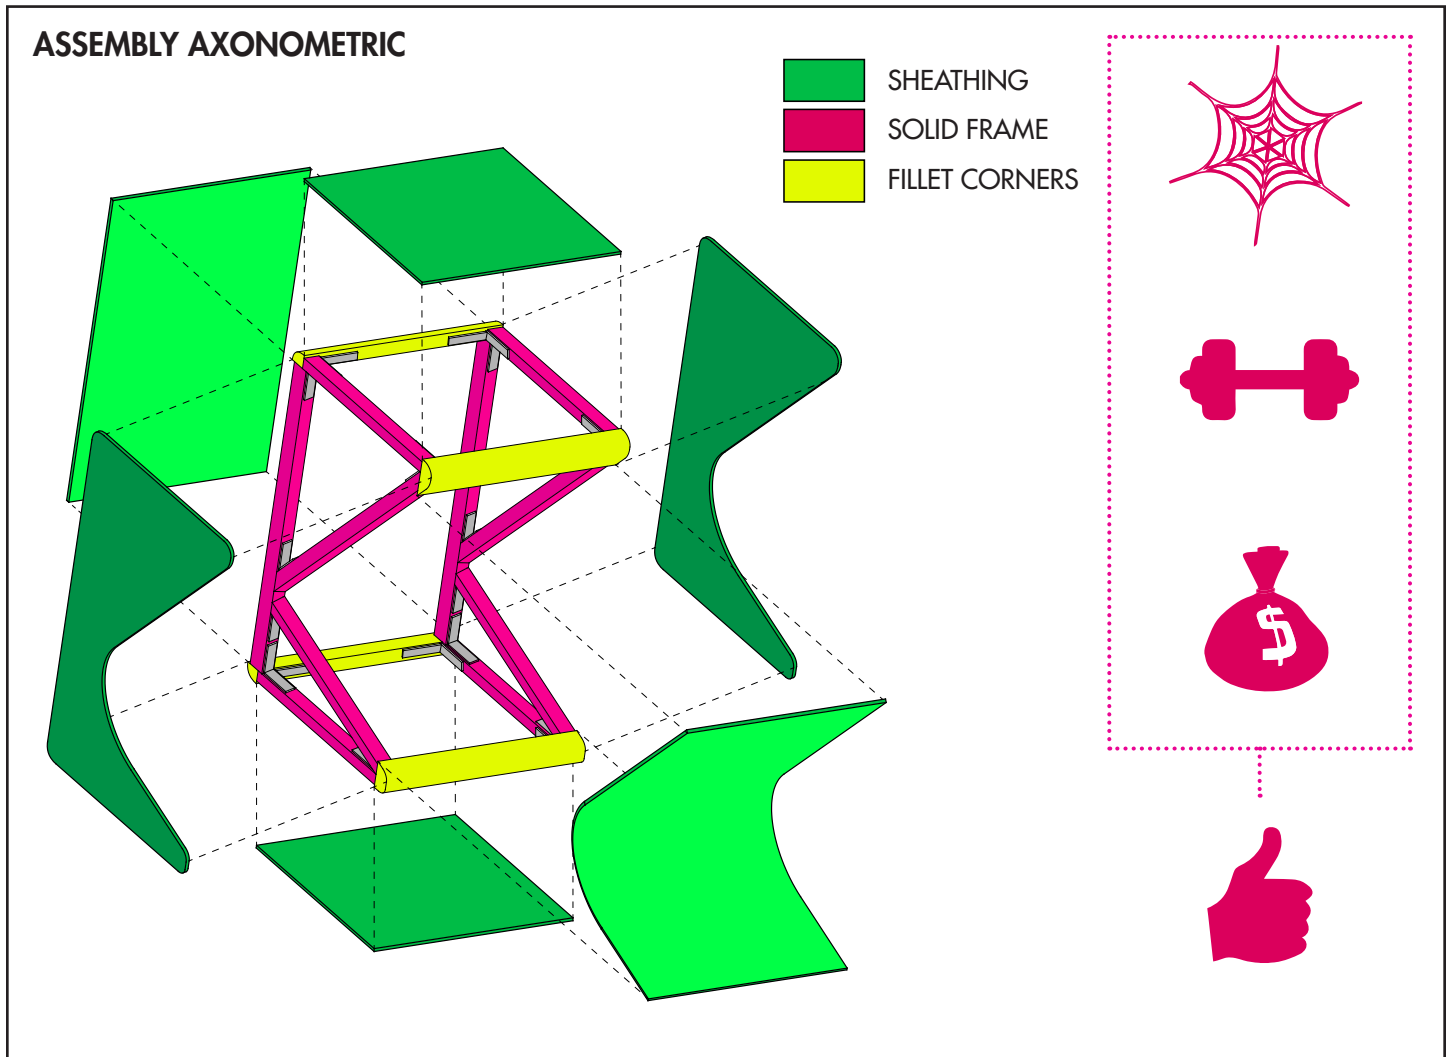 ASSEMBLY AXONOMETRIC
SHEATHING
SOLID FRAME
FILLET CORNERS
$